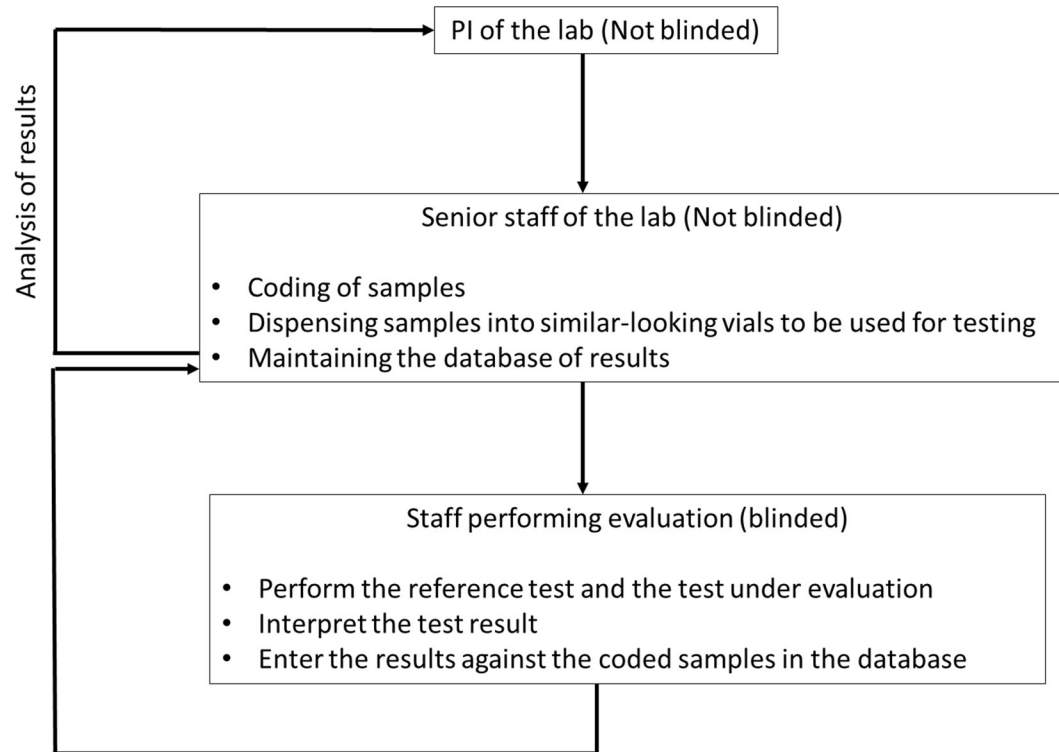 PI of the lab (Not blinded)
Analysis of results
Senior staff of the lab (Not blinded)
• Coding of samples
• Dispensing samples into similar-looking vials to be used for testing
• Maintaining the database of results
Staff performing evaluation (blinded)
• Perform the reference test and the test under evaluation
• Interpret the test result
• Enter the results against the coded samples in the database